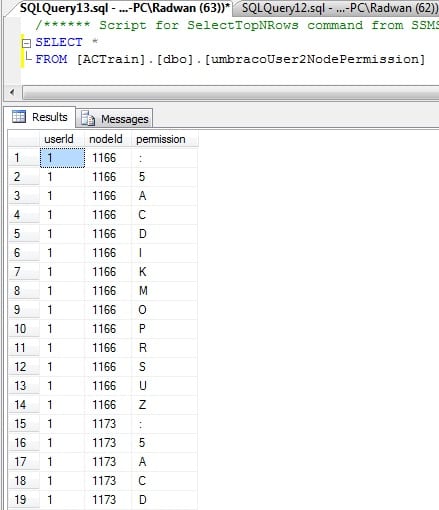 SQLQuery13.sql - ...-PC\Radwan (63))* SQLQuery12.sql - ...-PC\Radwan (62))
/****** Script for SelectTopNRows command from SSMS
SELECT *
FROM [ACTrain].[dbo].[umbracoUser2NodePermission]
Results Messages
userId nodeId permission
1 1 1166 :
2 1 1166 5
3 1 1166 A
4 1 1166 C
5 1 1166 D
6 1 1166 I
7 1 1166 K
8 1 1166 M
9 1 1166 O
10 1 1166 P
11 1 1166 R
12 1 1166 S
13 1 1166 U
14 1 1166 Z
15 1 1173 :
16 1 1173 5
17 1 1173 A
18 1 1173 C
19 1 1173 D